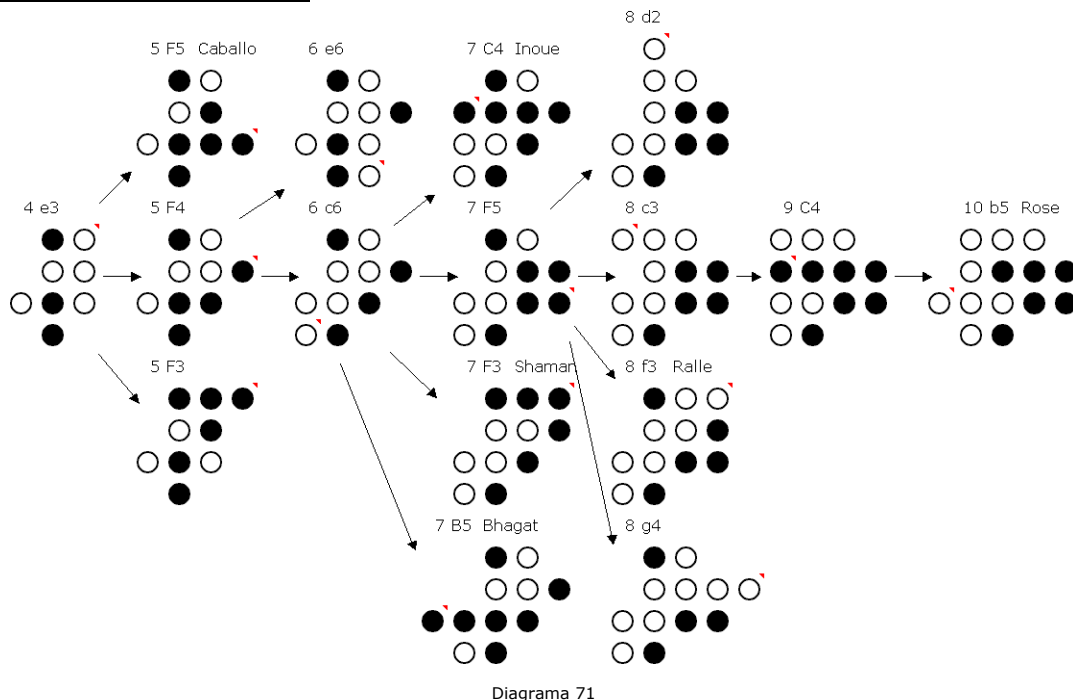 8 d2
5 F5 Caballo
6 e6
7 C4 Inoue
4 e3
5 F4
6 c6
7 F5
8 c3
9 C4
10 b5 Rose
5 F3
7 F3 Shaman
8 f3 Ralle
7 B5 Bhagat
8 g4
Diagrama 71